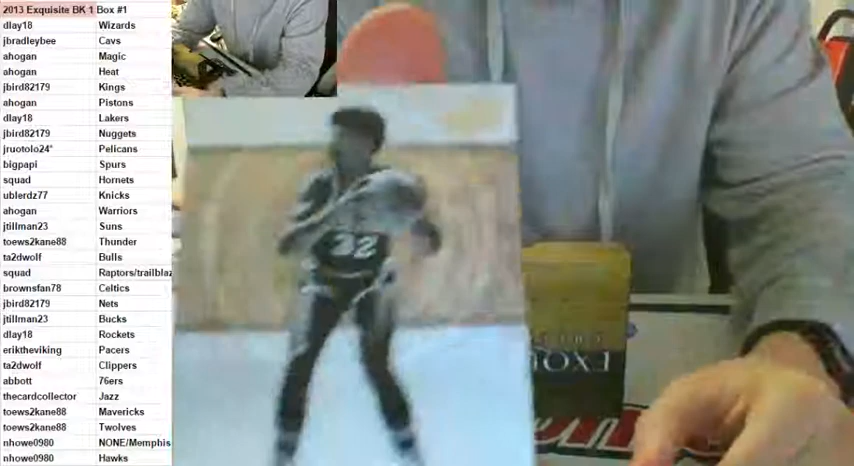 2013 Exquisite BK 1 Box #1
dlay18 Wizards
jbradleybee Cavs
ahogan Magic
ahogan Heat
jbird82179 Kings
ahogan Pistons
dlay18 Lakers
jbird82179 Nuggets
jruotolo24* Pelicans
bigpapi Spurs
squad Hornets
ublerdz77 Knicks
ahogan Warriors
jtillman23 Suns
toews2kane88 Thunder
ta2dwolf Bulls
squad Raptors/trailblaz
brownsfan78 Celtics
jbird82179 Nets
jtillman23 Bucks
dlay18 Rockets
eriktheviking Pacers
ta2dwolf Clippers
abbott 76ers
thecardcollector Jazz
toews2kane88 Mavericks
toews2kane88 Twolves
nhowe0980 NONE/Memphis
nhowe0980 Hawks
32